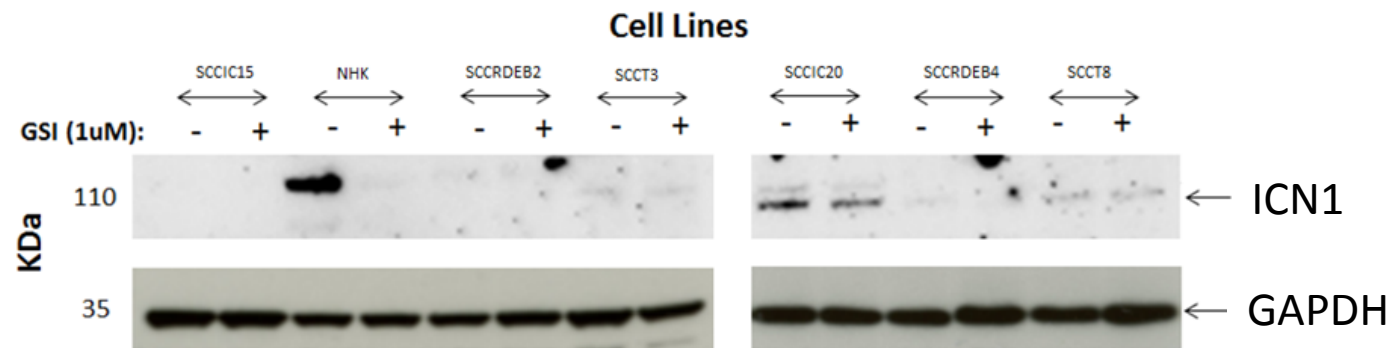 Cell Lines
SCCIC15 NHK SCCRDEB2 SCCT3 SCCIC20 SCCRDEB4 SCCT8
GSI (1uM): - + - + - + - + - + - + - +
110 ICN1
KDa
35 GAPDH